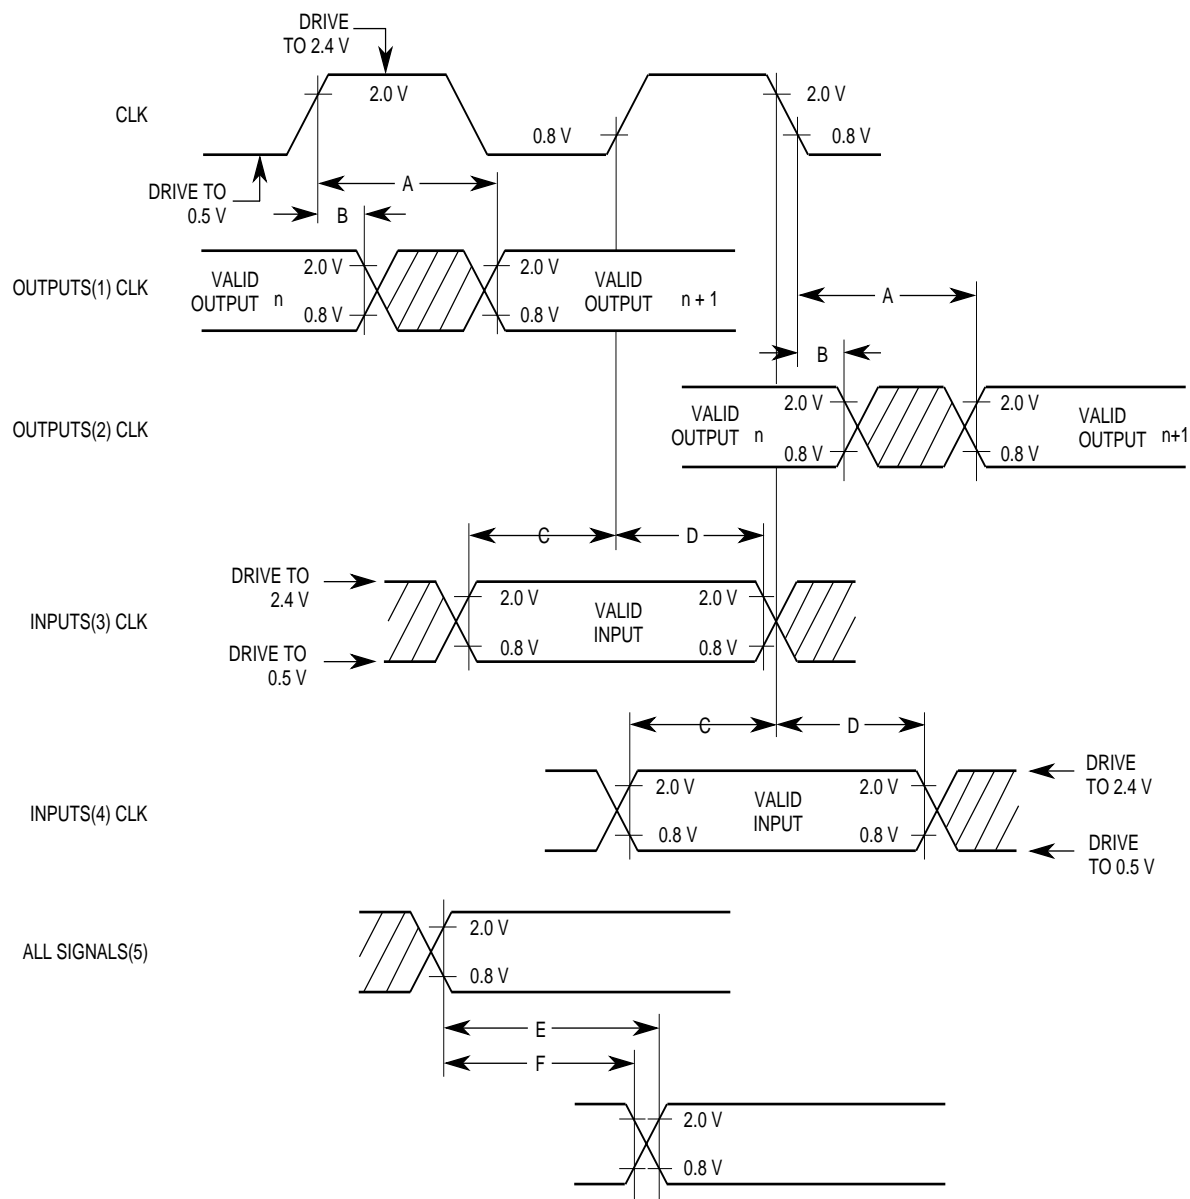 DRIVE
TO 2.4 V
2.0 V
2.0 V
CLK
0.8 V
0.8 V
DRIVE TO
0.5 V
A
B
2.0 V
2.0 V
VALID
OUTPUT n
VALID
OUTPUT n + 1
OUTPUTS(1) CLK
0.8 V
0.8 V
A
B
2.0 V
2.0 V
VALID
OUTPUT n
VALID
OUTPUT n+1
OUTPUTS(2) CLK
0.8 V
0.8 V
C
D
DRIVE TO
2.4 V
2.0 V
VALID
INPUT
2.0 V
INPUTS(3) CLK
0.8 V
0.8 V
DRIVE TO
0.5 V
C
D
DRIVE
TO 2.4 V
2.0 V
VALID
INPUT
2.0 V
INPUTS(4) CLK
0.8 V
0.8 V
DRIVE
TO 0.5 V
2.0 V
ALL SIGNALS(5)
0.8 V
E
F
2.0 V
0.8 V